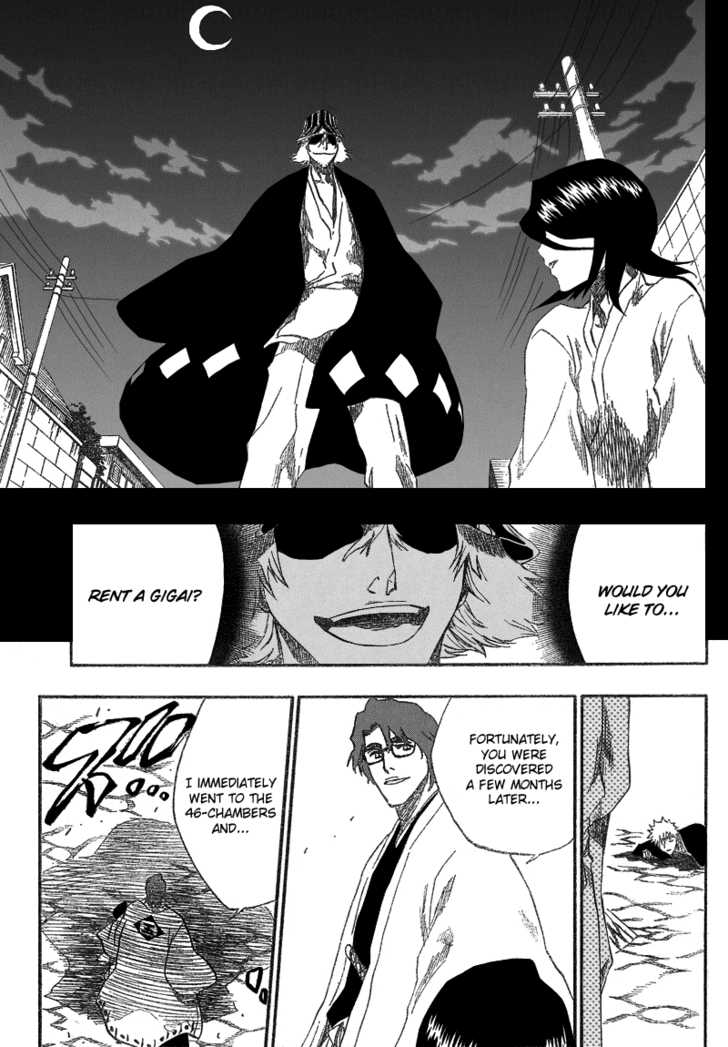 WOULD YOU
LIKE TO...
RENT A GIGAI?
FORTUNATELY,
YOU WERE
DISCOVERED
A FEW MONTHS
LATER...
I IMMEDIATELY
WENT TO THE
46-CHAMBERS
AND...